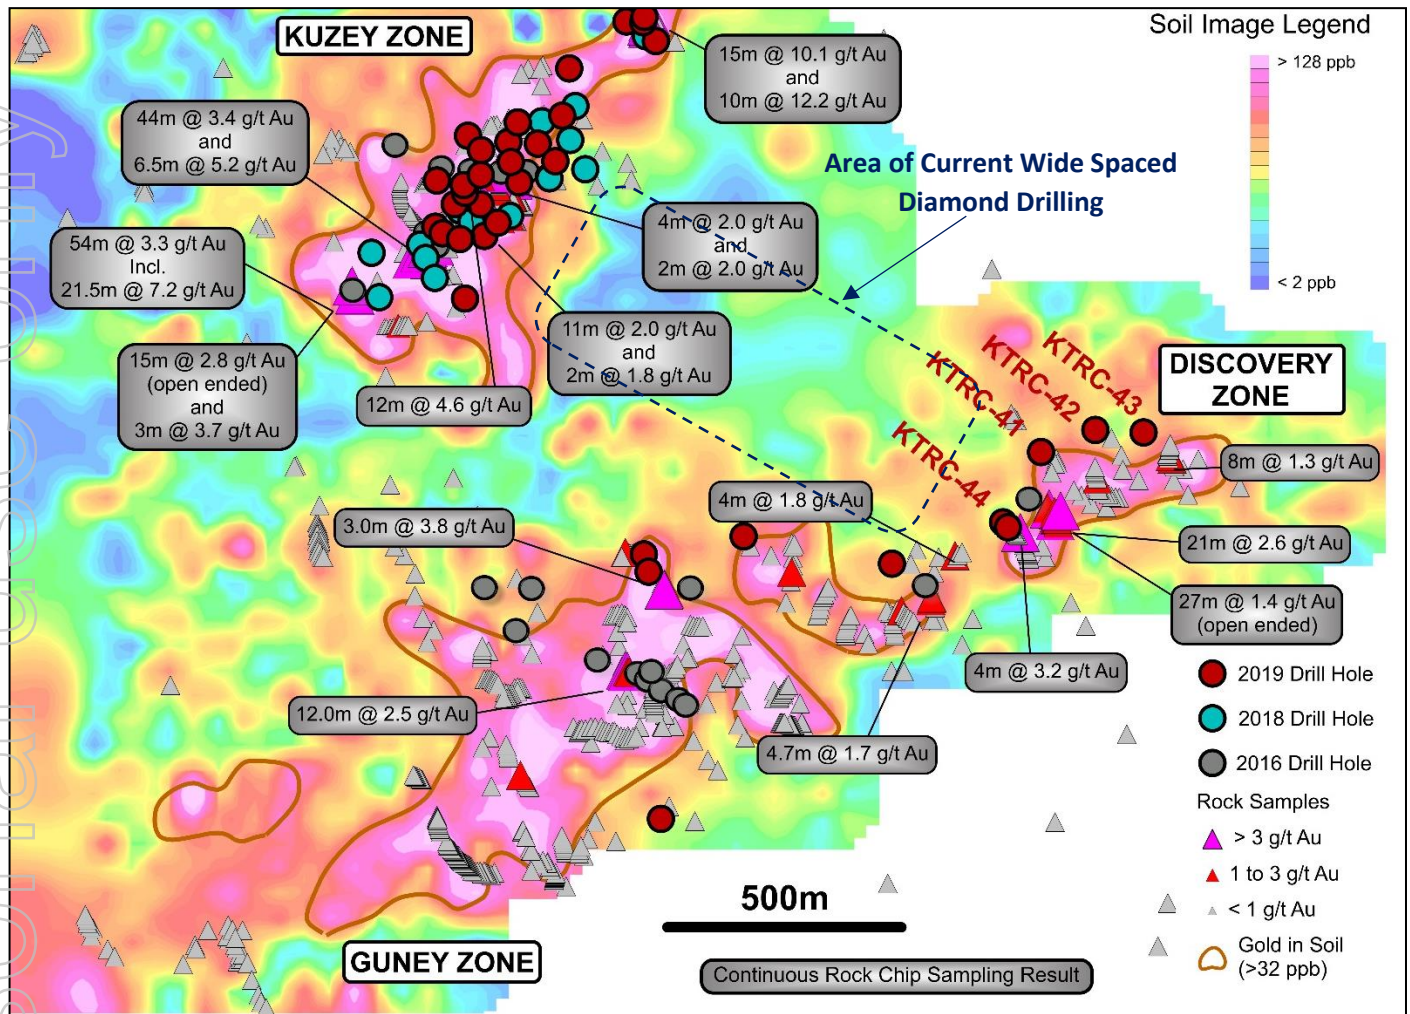 KUZEY ZONE
15m @ 10.1 g/t Au
and
10m @ 12.2 g/t Au
Soil Image Legend
> 128 ppb
< 2 ppb
44m @ 3.4 g/t Au
and
6.5m @ 5.2 g/t Au
Area of Current Wide Spaced
Diamond Drilling
54m @ 3.3 g/t Au
Incl.
21.5m @ 7.2 g/t Au
4m @ 2.0 g/t Au
and
2m @ 2.0 g/t Au
15m @ 2.8 g/t Au
(open ended)
and
3m @ 3.7 g/t Au
12m @ 4.6 g/t Au
11m @ 2.0 g/t Au
and
2m @ 1.8 g/t Au
KTRC-41
KTRC-42
KTRC-43
KTRC-44
DISCOVERY
ZONE
8m @ 1.3 g/t Au
4m @ 1.8 g/t Au
3.0m @ 3.8 g/t Au
21m @ 2.6 g/t Au
27m @ 1.4 g/t Au
(open ended)
4m @ 3.2 g/t Au
12.0m @ 2.5 g/t Au
4.7m @ 1.7 g/t Au
2019 Drill Hole
2018 Drill Hole
2016 Drill Hole
Rock Samples
> 3 g/t Au
1 to 3 g/t Au
< 1 g/t Au
Gold in Soil
(>32 ppb)
500m
GUNEY ZONE
Continuous Rock Chip Sampling Result